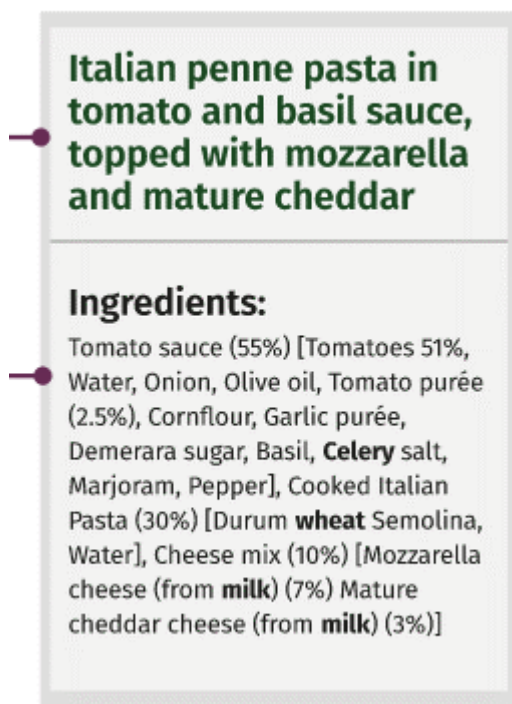 Italian penne pasta in
tomato and basil sauce,
topped with mozzarella
and mature cheddar
Ingredients:
Tomato sauce (55%) [Tomatoes 51%,
Water, Onion, Olive oil, Tomato purée
(2.5%), Cornflour, Garlic purée,
Demerara sugar, Basil, Celery salt,
Marjoram, Pepper], Cooked Italian
Pasta (30%) [Durum wheat Semolina,
Water], Cheese mix (10%) [Mozzarella
cheese (from milk) (7%) Mature
cheddar cheese (from milk) (3%)]